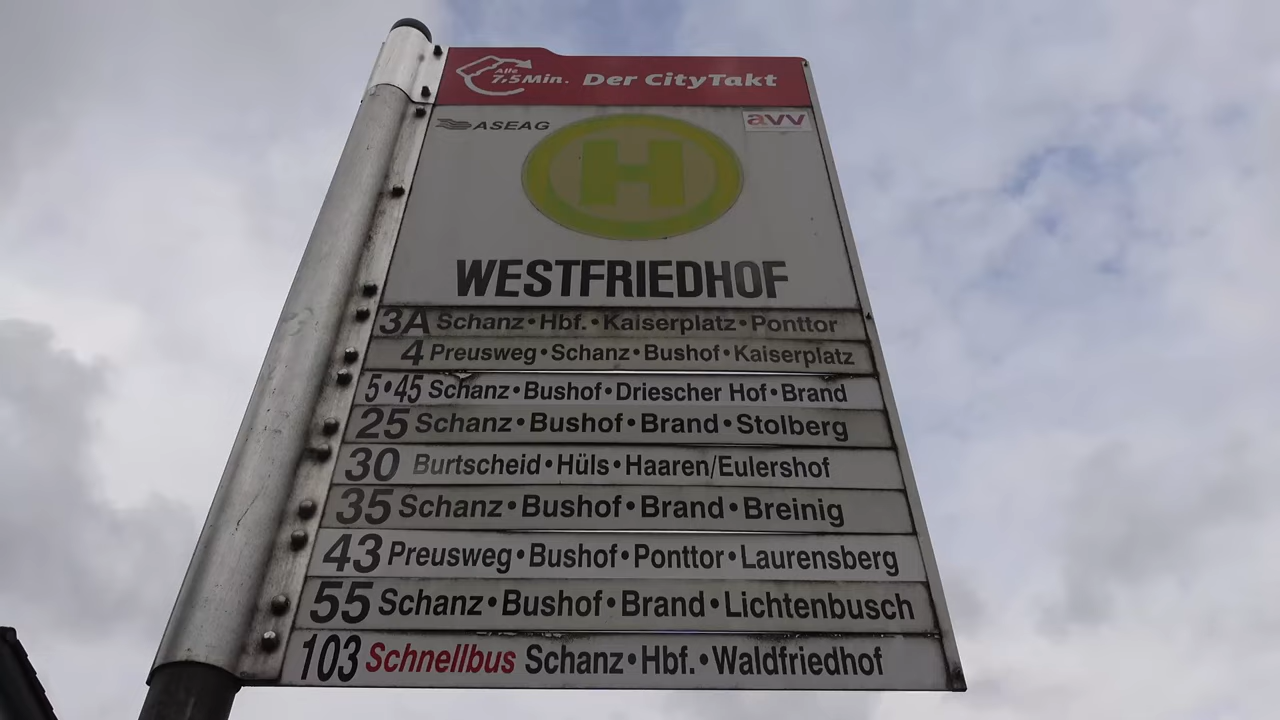 Alle
7,5 Min. Der CityTakt
ASEAG
avv
H
WESTFRIEDHOF
3A Schanz•Hbf.•Kaiserplatz•Ponttor
4 Preusweg•Schanz•Bushof•Kaiserplatz
5•45 Schanz•Bushof•Driescher Hof•Brand
25 Schanz•Bushof•Brand•Stolberg
30 Burtscheid•Hüls•Haaren/Eulershof
35 Schanz•Bushof•Brand•Breinig
43 Preusweg•Bushof•Ponttor•Laurensberg
55 Schanz•Bushof•Brand•Lichtenbusch
103 Schnellbus Schanz•Hbf.•Waldfriedhof